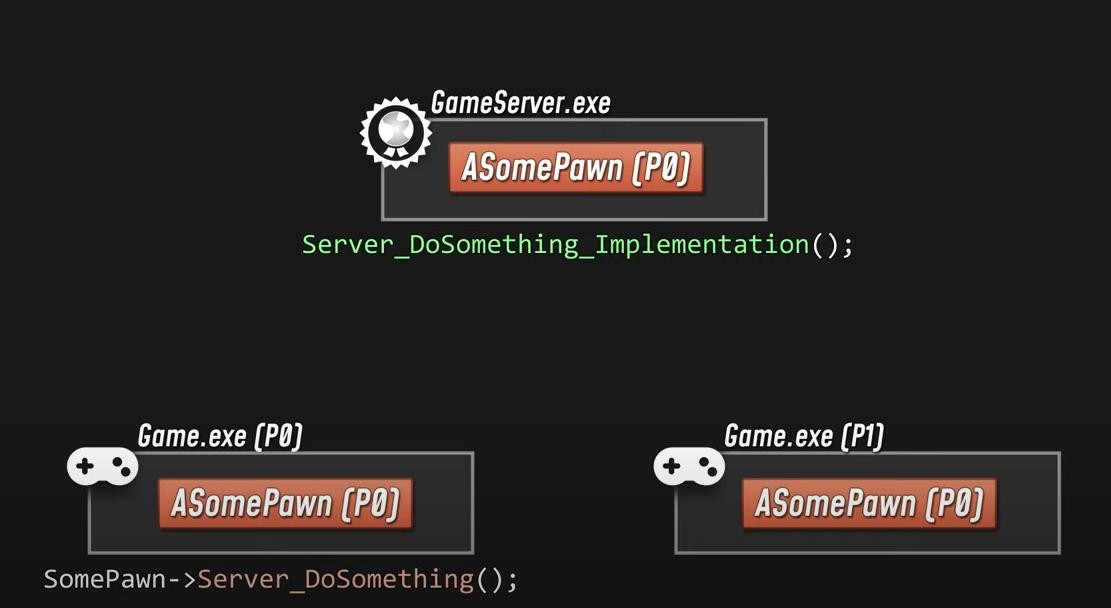 GameServer.exe
ASomePawn (P0)
Server_DoSomething_Implementation();
Game.exe (P0)
ASomePawn (P0)
SomePawn->Server_DoSomething();
Game.exe (P1)
ASomePawn (P0)